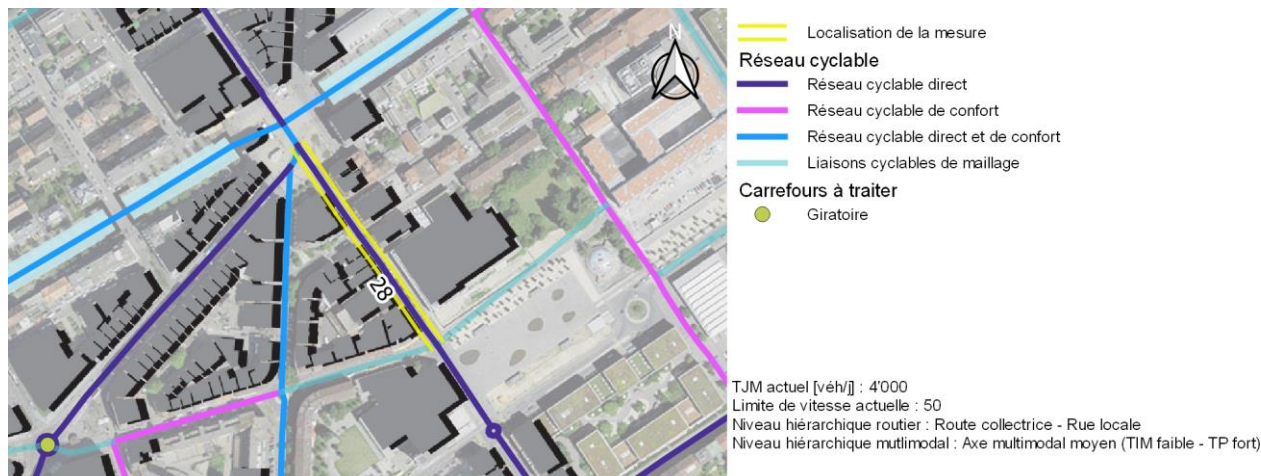 N
28
Localisation de la mesure
Réseau cyclable
Réseau cyclable direct
Réseau cyclable de confort
Réseau cyclable direct et de confort
Liaisons cyclables de maillage
Carrefours à traiter
Giratoire
TJM actuel [véh/j] : 4'000
Limite de vitesse actuelle : 50
Niveau hiérarchique routier : Route collectrice - Rue locale
Niveau hiérarchique mutlimodal : Axe multimodal moyen (TIM faible - TP fort)